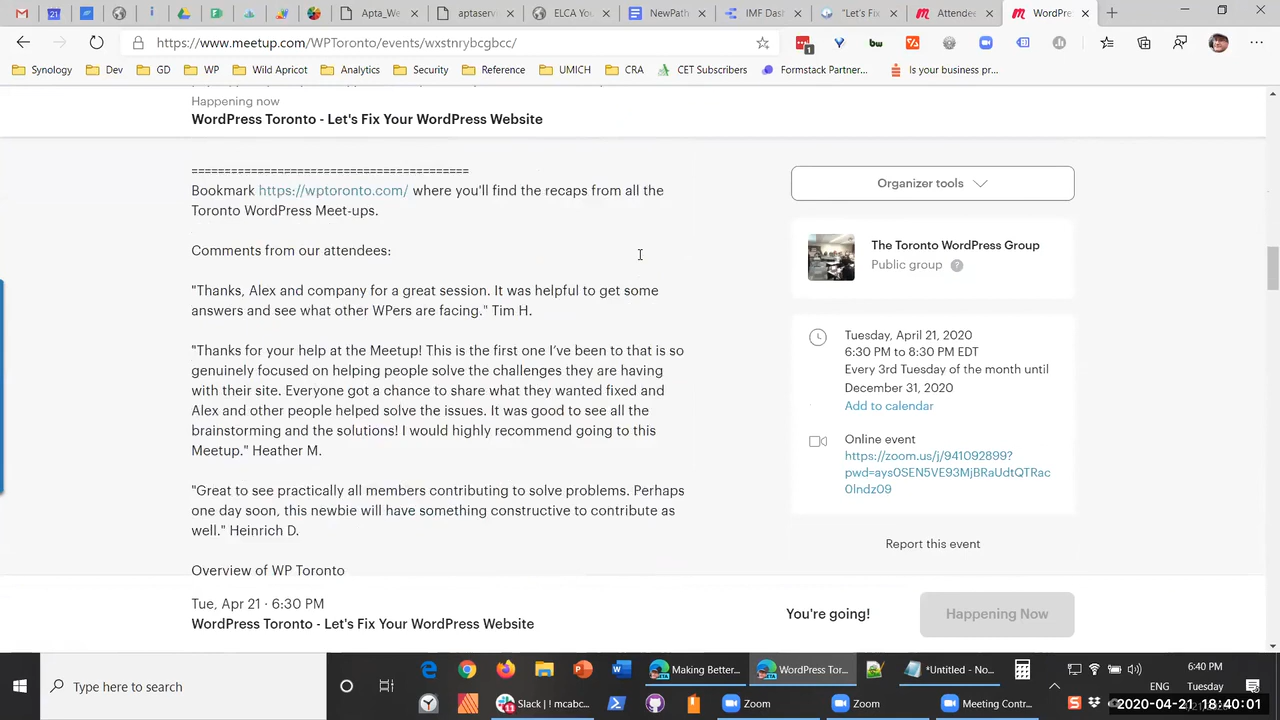 Apta_We
aptaserv
ELCA You
NewPath
IMF Dash
"Let's Fix
Attendee
WordPres
https://www.meetup.com/WPToronto/events/wxstnrybcgbcc/
Synology
Dev
GD
WP
Wild Apricot
Analytics
Security
Reference
UMICH
CRA
CET Subscribers
Formstack Partner...
Is your business pr...
Happening now
WordPress Toronto - Let's Fix Your WordPress Website
==========================================
Bookmark https://wptoronto.com/ where you'll find the recaps from all the
Toronto WordPress Meet-ups.
Comments from our attendees:
"Thanks, Alex and company for a great session. It was helpful to get some
answers and see what other WPers are facing." Tim H.
"Thanks for your help at the Meetup! This is the first one I've been to that is so
genuinely focused on helping people solve the challenges they are having
with their site. Everyone got a chance to share what they wanted fixed and
Alex and other people helped solve the issues. It was good to see all the
brainstorming and the solutions! I would highly recommend going to this
Meetup." Heather M.
"Great to see practically all members contributing to solve problems. Perhaps
one day soon, this newbie will have something constructive to contribute as
well." Heinrich D.
Overview of WP Toronto
Organizer tools
The Toronto WordPress Group
Public group
Tuesday, April 21, 2020
6:30 PM to 8:30 PM EDT
Every 3rd Tuesday of the month until
December 31, 2020
Add to calendar
Online event
https://zoom.us/j/941092899?
pwd=ays0SEN5VE93MjBRaUdtQTRac
0lndz09
Report this event
Tue, Apr 21 · 6:30 PM
WordPress Toronto - Let's Fix Your WordPress Website
You're going!
Happening Now
Type here to search
Making Better...
WordPress Tor...
*Untitled - No...
Slack | ! mcabc...
Zoom
Zoom
Meeting Contr...
ENG
6:40 PM
Tuesday
2020-04-21 18:40:01